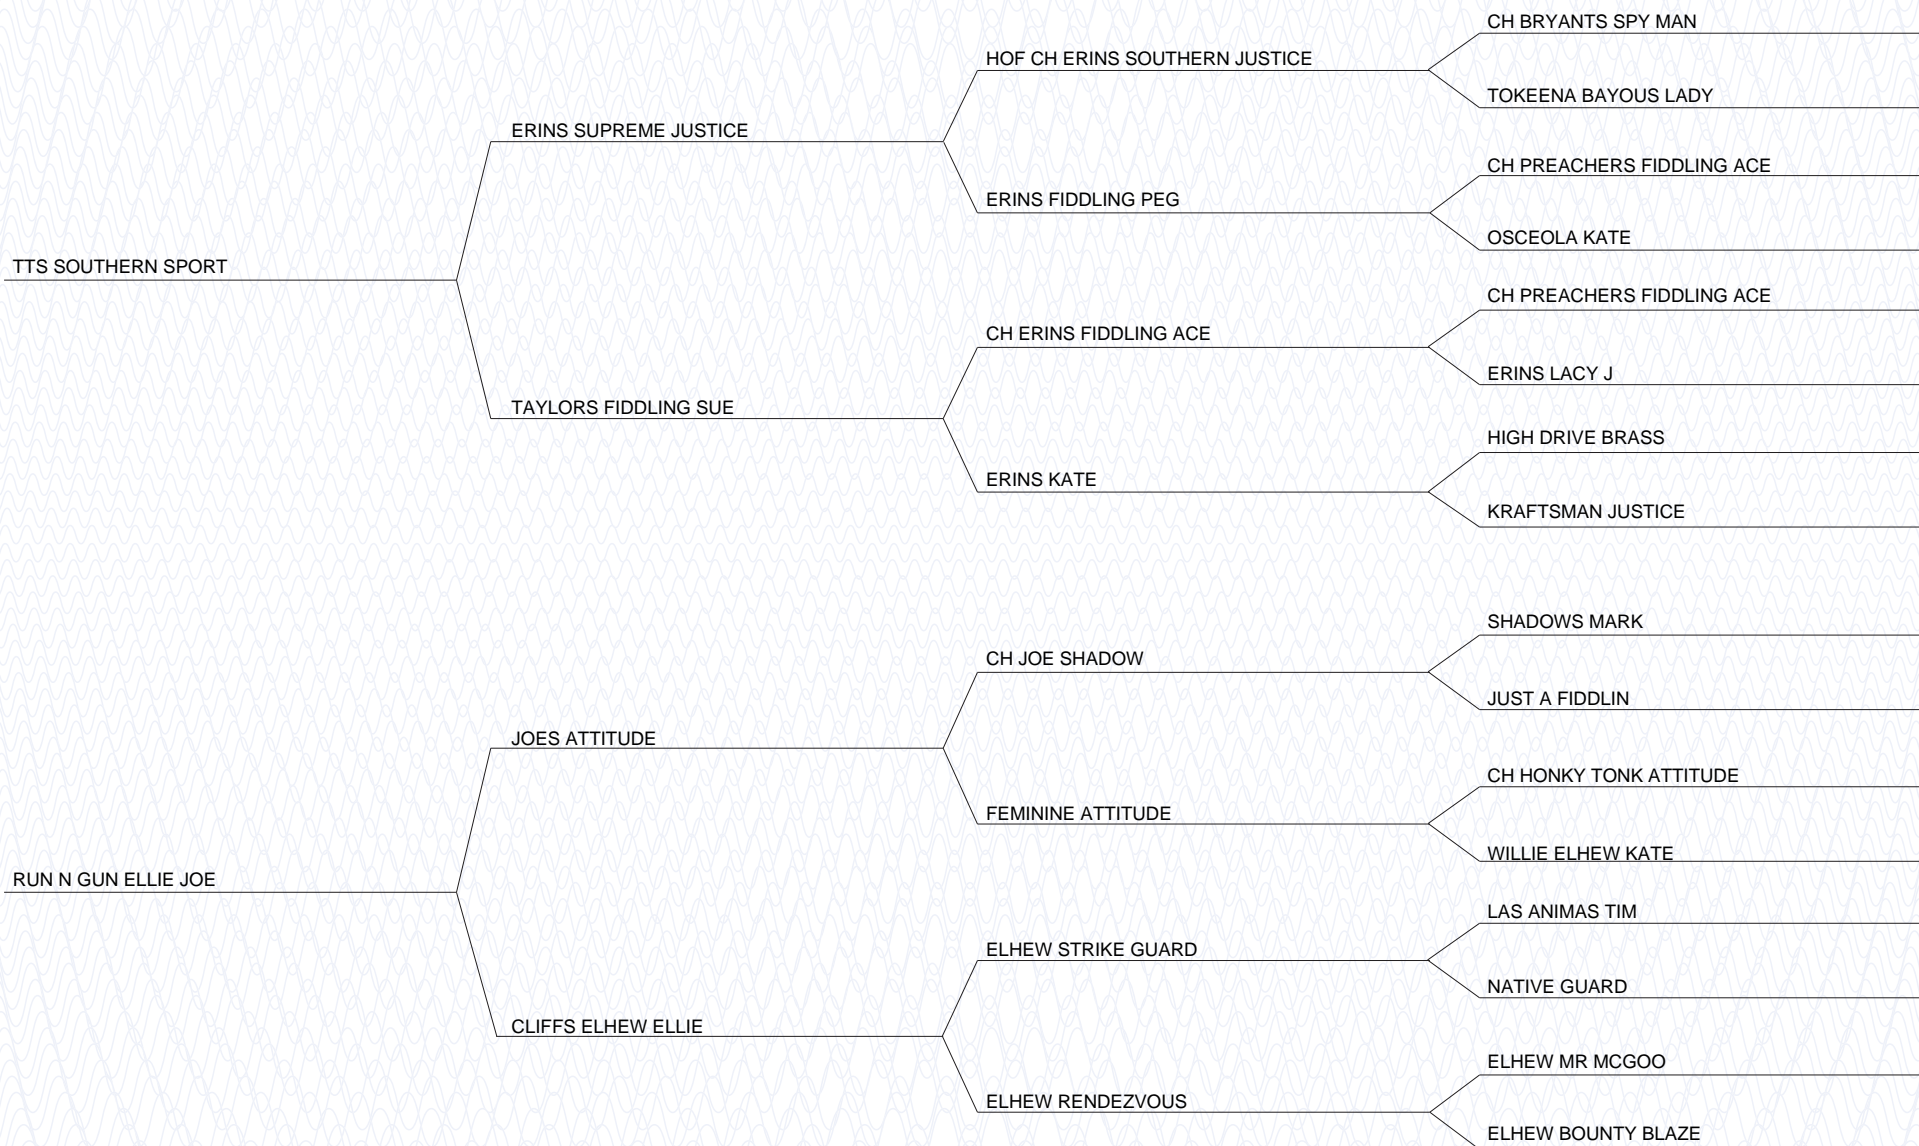 CH BRYANTS SPY MAN
HOF CH ERINS SOUTHERN JUSTICE
TOKEENA BAYOUS LADY
ERINS SUPREME JUSTICE
CH PREACHERS FIDDLING ACE
ERINS FIDDLING PEG
OSCEOLA KATE
TTS SOUTHERN SPORT
CH PREACHERS FIDDLING ACE
CH ERINS FIDDLING ACE
ERINS LACY J
TAYLORS FIDDLING SUE
HIGH DRIVE BRASS
ERINS KATE
KRAFTSMAN JUSTICE
SHADOWS MARK
CH JOE SHADOW
JUST A FIDDLIN
JOES ATTITUDE
CH HONKY TONK ATTITUDE
FEMININE ATTITUDE
WILLIE ELHEW KATE
RUN N GUN ELLIE JOE
LAS ANIMAS TIM
ELHEW STRIKE GUARD
NATIVE GUARD
CLIFFS ELHEW ELLIE
ELHEW MR MCGOO
ELHEW RENDEZVOUS
ELHEW BOUNTY BLAZE